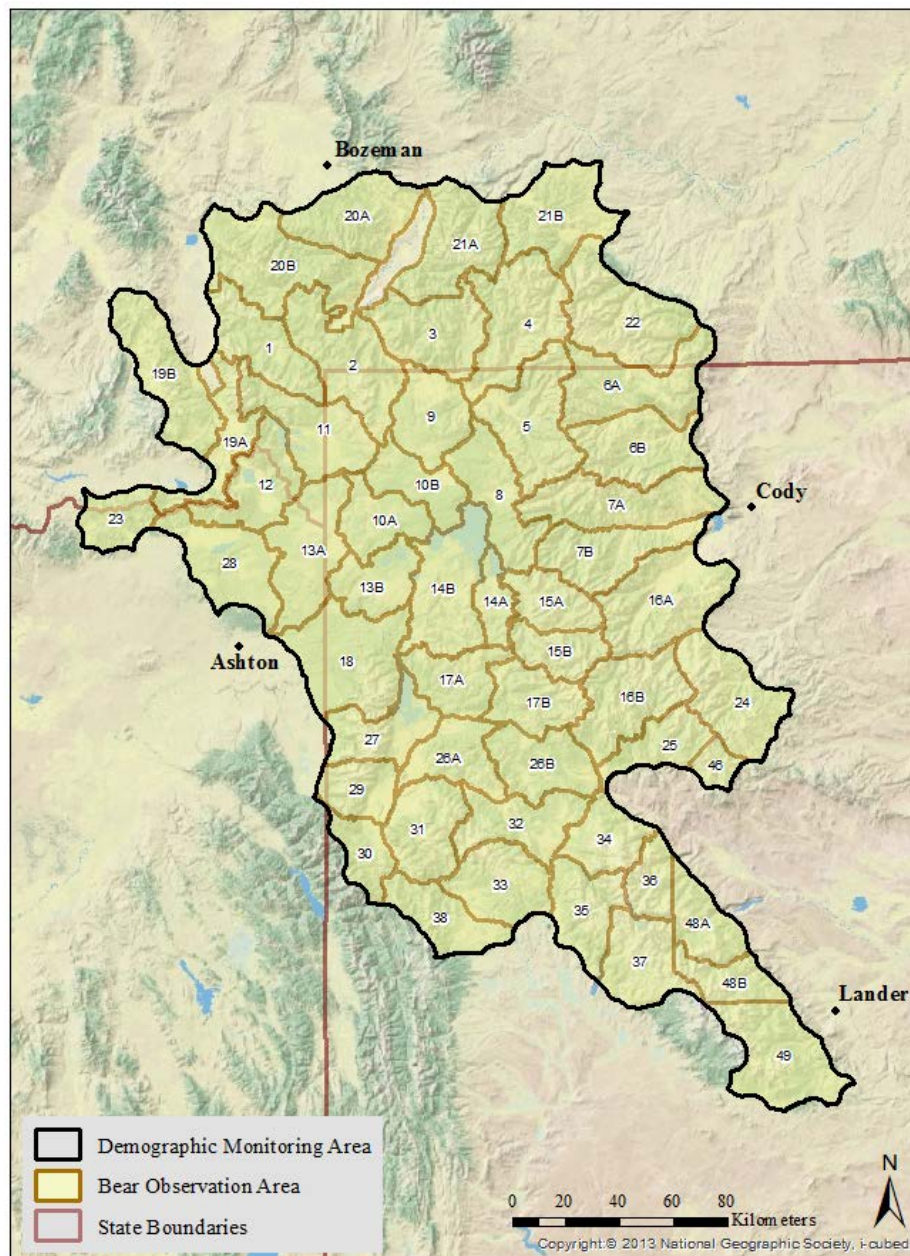 Bozeman
20A
21B
21A
20B
22
4
3
1
2
19B
6A
9
11
5
19A
6B
12
10B
8
Cody
7A
23
10A
13A
7B
28
13B
14B
14A
15A
16A
Ashton
15B
18
17A
16B
17B
24
27
25
26A
26B
46
29
32
31
34
30
33
36
35
38
48A
37
48B
Lander
49
Demographic Monitoring Area
Bear Observation Area
State Boundaries
N
0 20 40 60 80
Kilometers
Copyright:© 2013 National Geographic Society, i-cubed